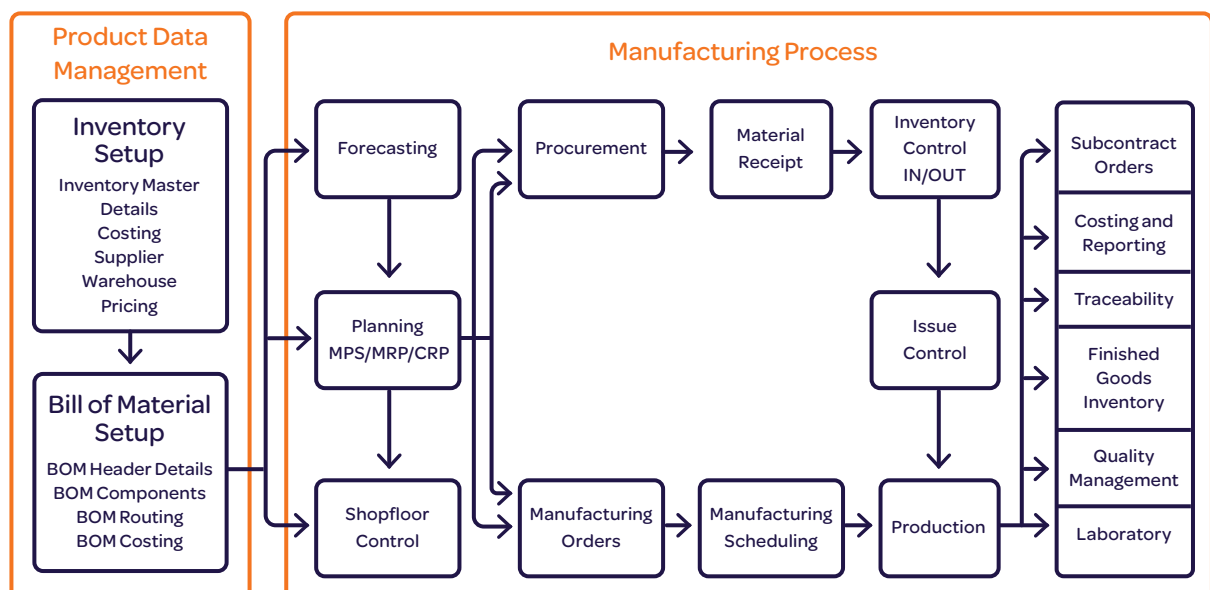 Product Data
Management
Inventory
Setup
Inventory Master
Details
Costing
Supplier
Warehouse
Pricing
Bill of Material
Setup
BOM Header Details
BOM Components
BOM Routing
BOM Costing
Manufacturing Process
Forecasting
Planning
MPS/MRP/CRP
Shopfloor
Control
Procurement
Material
Receipt
Inventory
Control
IN/OUT
Issue
Control
Manufacturing
Orders
Manufacturing
Scheduling
Production
Subcontract
Orders
Costing and
Reporting
Traceability
Finished
Goods
Inventory
Quality
Management
Laboratory